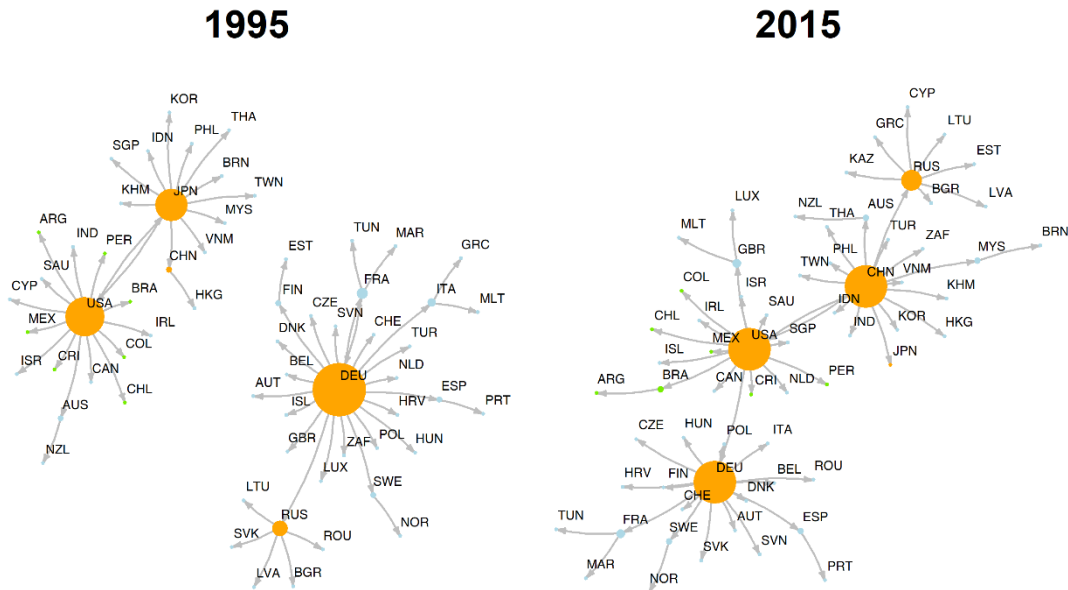 1995
2015
KOR
THA
IDN
PHL
SGP
BRN
KHM
JPN
TWN
MYS
VNM
CHN
HKG
ARG
IND
PER
SAU
CYP
USA
BRA
MEX
IRL
ISR
CRI
COL
CAN
CHL
AUS
NZL
TUN
MAR
EST
GRC
FRA
FIN
ITA
CZE
MLT
SVN
DNK
CHE
TUR
BEL
DEU
NLD
AUT
ISL
HRV
ESP
PRT
GBR
ZAF
POL
HUN
LUX
SWE
NOR
LTU
RUS
SVK
ROU
LVA
BGR
CYP
GRC
LTU
KAZ
RUS
EST
BGR
LVA
LUX
NZL
THA
AUS
MLT
TUR
ZAF
GBR
PHL
MYS
BRN
TWN
CHN
VNM
COL
ISR
KHM
IRL
SAU
IDN
CHL
USA
SGP
IND
KOR
HKG
MEX
ISL
JPN
BRA
CAN
CRI
NLD
PER
ARG
CZE
HUN
POL
ITA
HRV
FIN
DEU
BEL
ROU
CHE
DNK
TUN
FRA
SWE
AUT
ESP
SVK
SVN
MAR
NOR
PRT